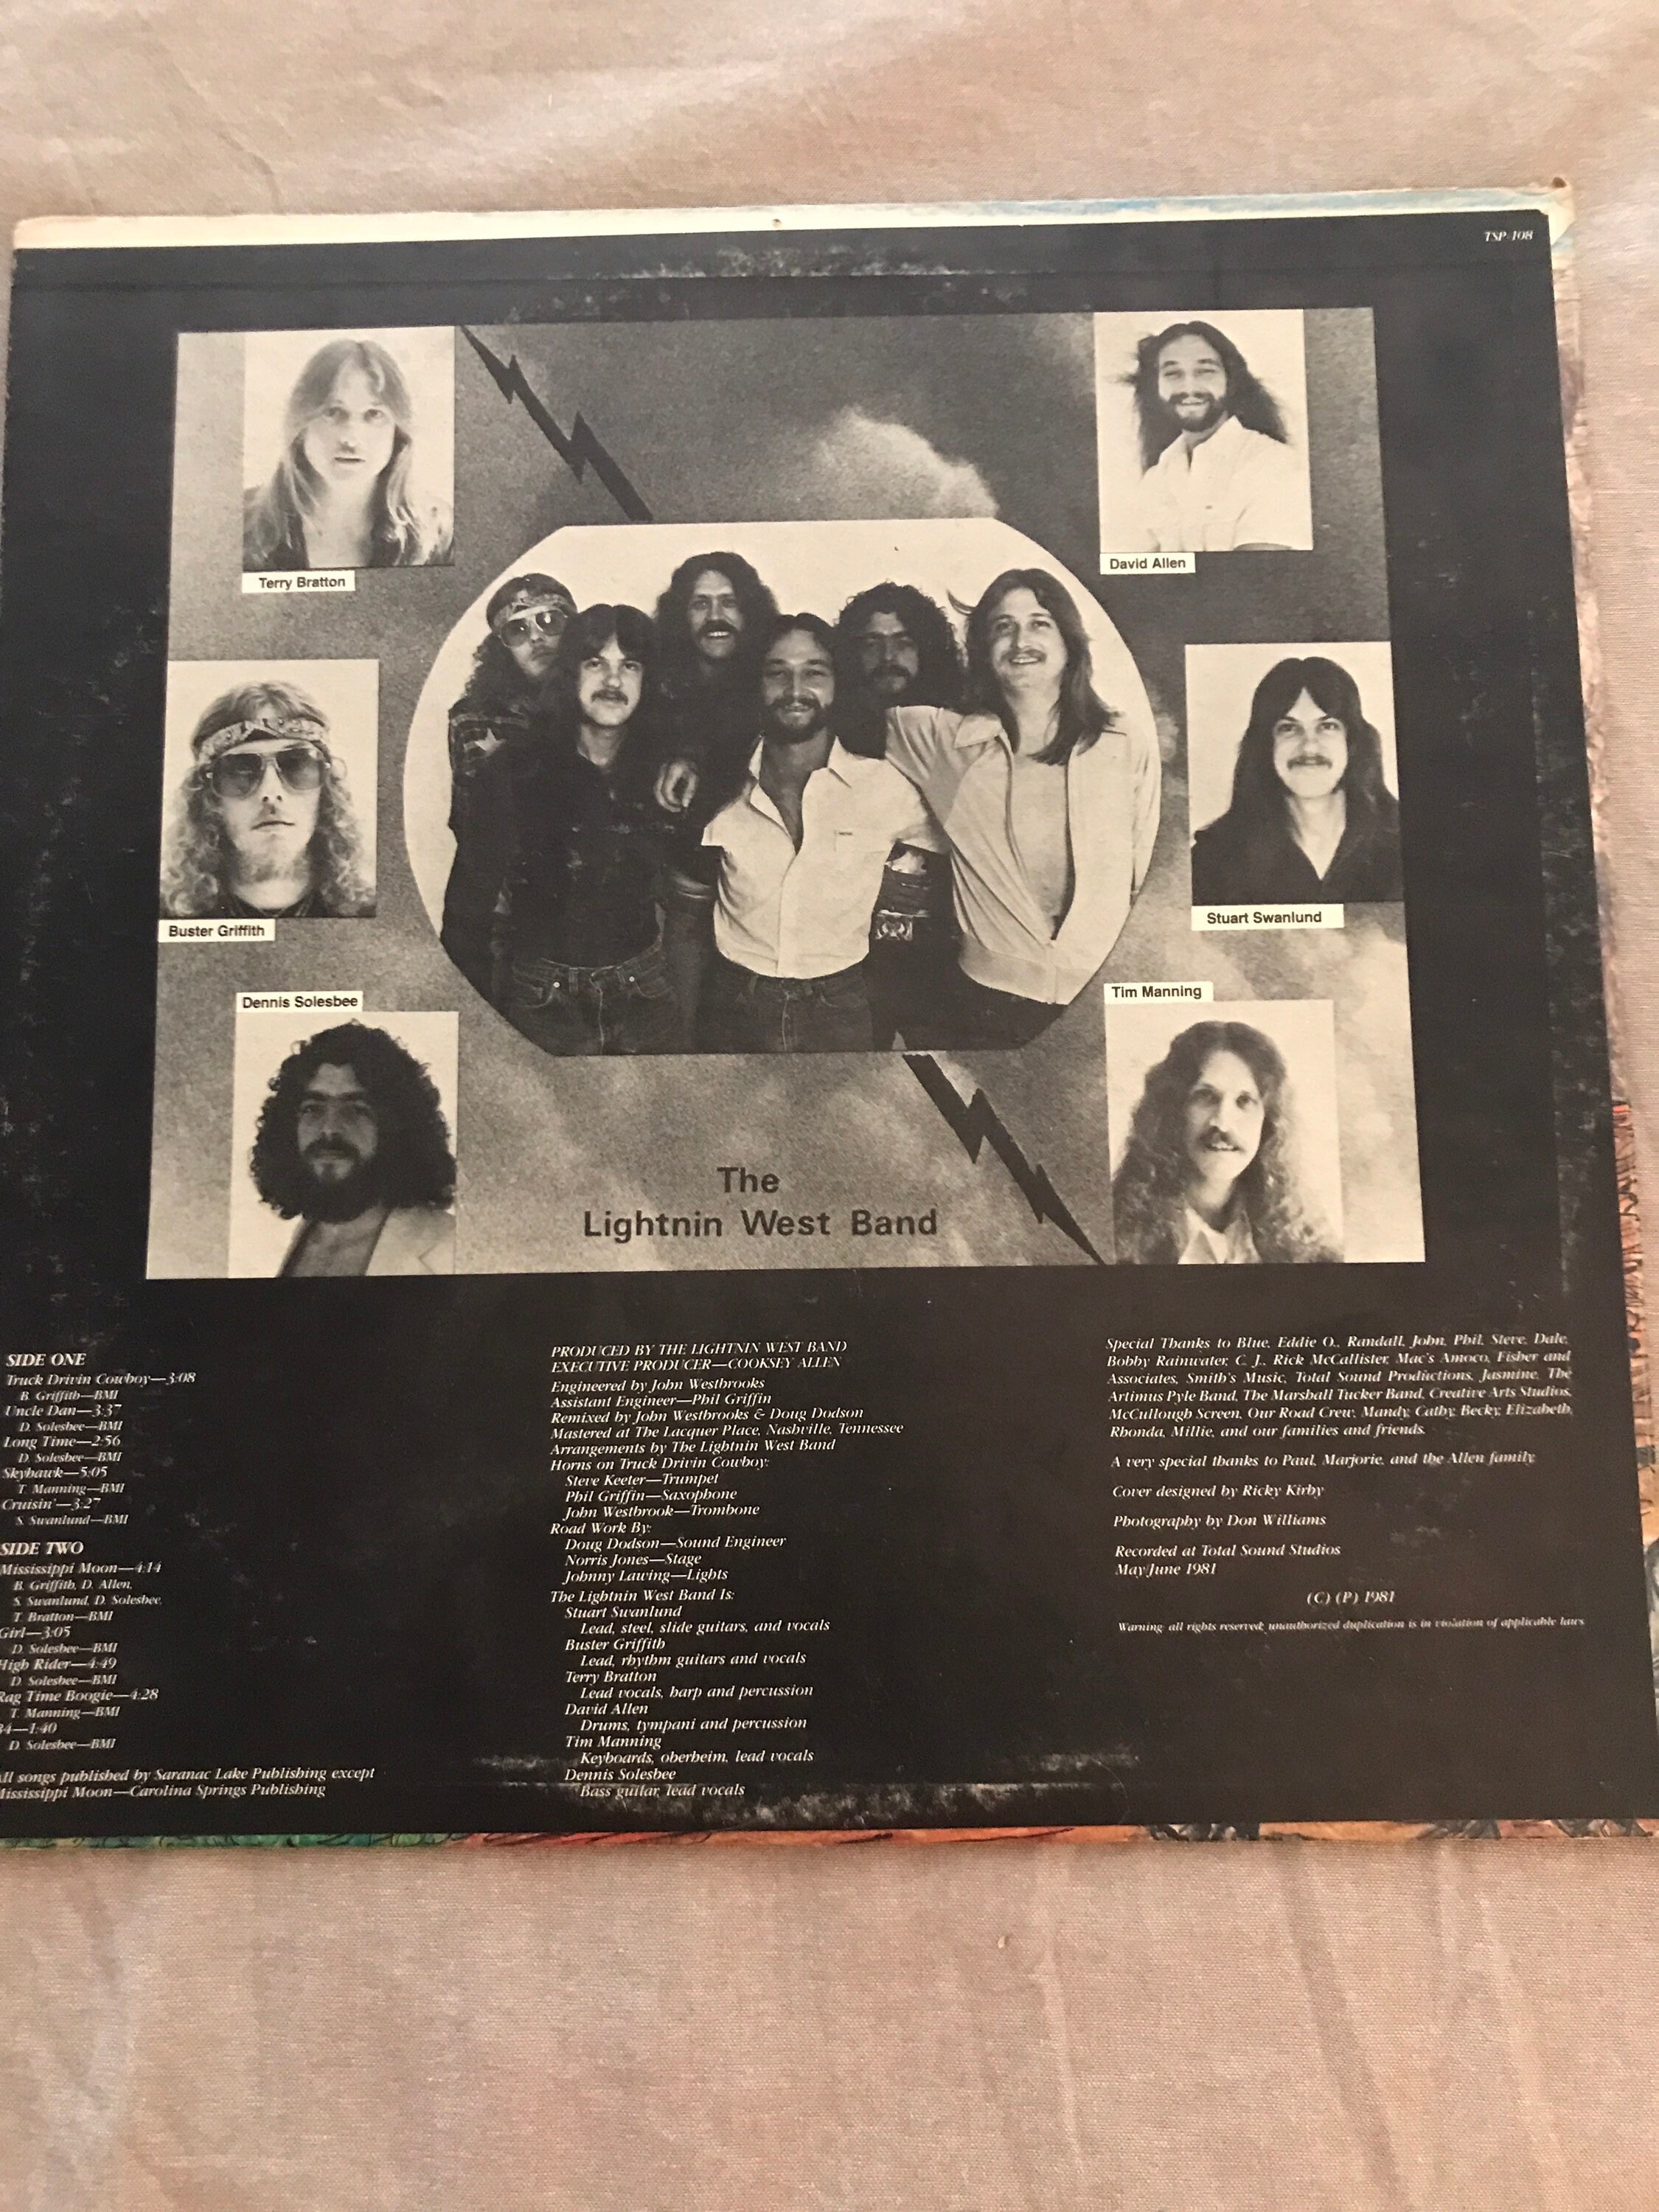 TSP-108
Terry Bratton
David Allen
Buster Griffith
Stuart Swanlund
Dennis Solesbee
Tim Manning
The
Lightnin West Band
SIDE ONE
Truck Drivin Cowboy—3:08
B. Griffith—BMI
Uncle Dan—3:37
D. Solesbee—BMI
Long Time—2:56
D. Solesbee—BMI
Skyhawk—5:05
T. Manning—BMI
Cruisin'—3:27
S. Swanlund—BMI
SIDE TWO
Mississippi Moon—4:14
B. Griffith, D. Allen,
S. Swanlund, D. Solesbee,
T. Bratton—BMI
Girl—3:05
D. Solesbee—BMI
High Rider—4:49
D. Solesbee—BMI
Rag Time Boogie—4:28
T. Manning—BMI
4—1:40
D. Solesbee—BMI
All songs published by Saranac Lake Publishing except
Mississippi Moon—Carolina Springs Publishing
PRODUCED BY THE LIGHTNIN WEST BAND
EXECUTIVE PRODUCER—COOKSEY ALLEN
Engineered by John Westbrooks
Assistant Engineer—Phil Griffin
Remixed by John Westbrooks & Doug Dodson
Mastered at The Lacquer Place, Nashville, Tennessee
Arrangements by The Lightnin West Band
Horns on Truck Drivin Cowboy:
Steve Keeter—Trumpet
Phil Griffin—Saxophone
John Westbrook—Trombone
Road Work By:
Doug Dodson—Sound Engineer
Norris Jones—Stage
Johnny Lawing—Lights
The Lightnin West Band Is:
Stuart Swanlund
Lead, steel, slide guitars, and vocals
Buster Griffith
Lead, rhythm guitars and vocals
Terry Bratton
Lead vocals, harp and percussion
David Allen
Drums, tympani and percussion
Tim Manning
Keyboards, oberheim, lead vocals
Dennis Solesbee
Bass guitar, lead vocals
Special Thanks to Blue, Eddie O., Randall, John, Phil, Steve, Dale,
Bobby Rainwater, C. J., Rick McCallister, Mac's Amoco, Fisher and
Associates, Smith's Music, Total Sound Productions, Jasmine, The
Artimus Pyle Band, The Marshall Tucker Band, Creative Arts Studios,
McCullough Screen, Our Road Crew, Mandy, Cathy, Becky, Elizabeth,
Rhonda, Millie, and our families and friends.
A very special thanks to Paul, Marjorie, and the Allen family.
Cover designed by Ricky Kirby
Photography by Don Williams
Recorded at Total Sound Studios
May/June 1981
(C) (P) 1981
Warning: all rights reserved; unauthorized duplication is in violation of applicable laws.